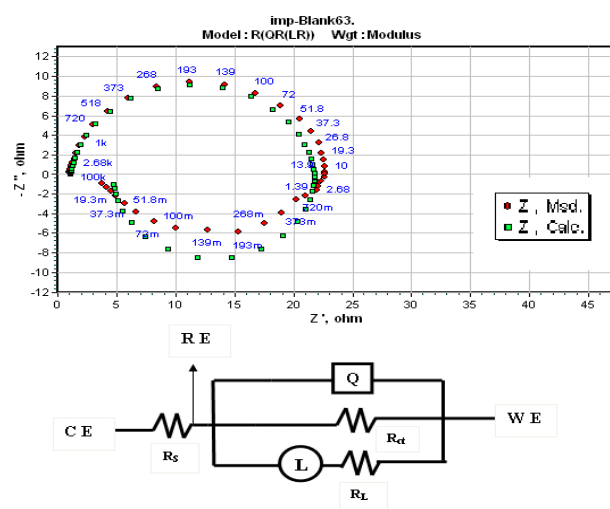 imp-Blank63.
Model : R(QR(LR)) Wgt : Modulus
-Z", ohm
12
10
8
6
4
2
0
-2
-4
-6
-8
-10
-12
193
268
139
373
100
72
518
51.8
720
37.3
1k
26.8
19.3
2.68k
13.9
10
100k
1.39
2.68
19.3m
51.8m
720m
37.3m
100m
268m
373m
72m
139m
193m
Z , Msd.
Z , Calc.
0 5 10 15 20 25 30 35 40 45
Z', ohm
R E
Q
C E
W E
Rs
Rct
L
RL